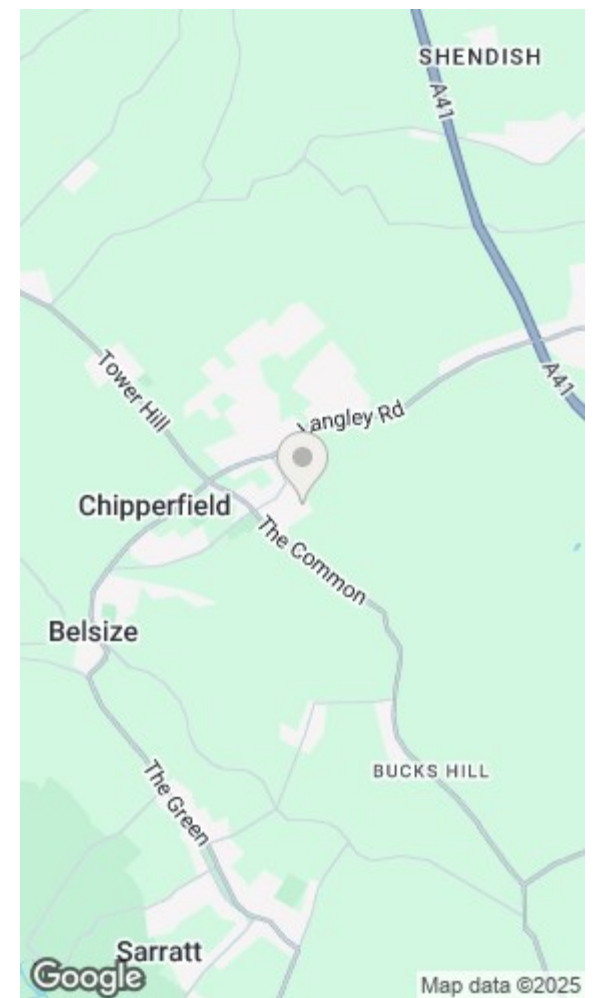 SHENDISH
A41
Tower Hill
Langley Rd
A41
Chipperfield
The Common
Belsize
BUCKS HILL
The Green
Sarratt
Google
Map data ©2025